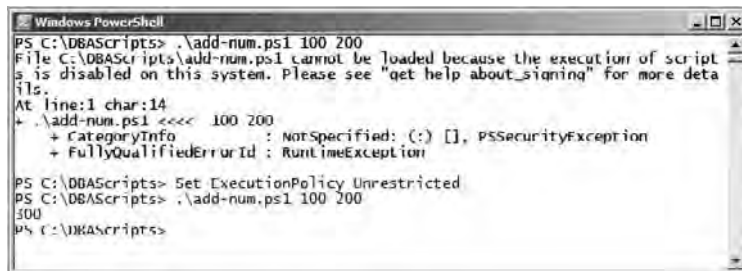 Windows PowerShell
PS C:\DBAScripts> .\add-num.ps1 100 200
File C:\DBAScripts\add-num.ps1 cannot be loaded because the execution of script
s is disabled on this system. Please see "get help about_signing" for more deta
ils.
At line:1 char:14
+ .\add-num.ps1 <<<<  100 200
    + CategoryInfo          : NotSpecified: (:) [], PSSecurityException
    + FullyQualifiedErrorId : RuntimeException

PS C:\DBAScripts> Set ExecutionPolicy Unrestricted
PS C:\DBAScripts> .\add-num.ps1 100 200
300
PS C:\DBAScripts>